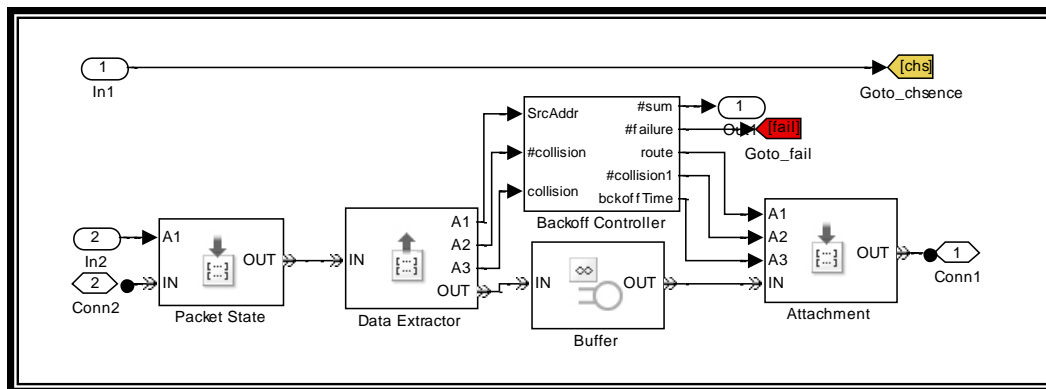 1
In1
[chs]
Goto_chsence
SrcAddr
#collision
collision
#sum
#failure
route
#collision1
bckoffTime
Backoff Controller
1
[fail]
Goto_fail
2
In2
2
Conn2
A1
IN
OUT
Packet State
IN
A1
A2
A3
OUT
Data Extractor
IN
OUT
Buffer
A1
A2
A3
IN
OUT
Attachment
1
Conn1